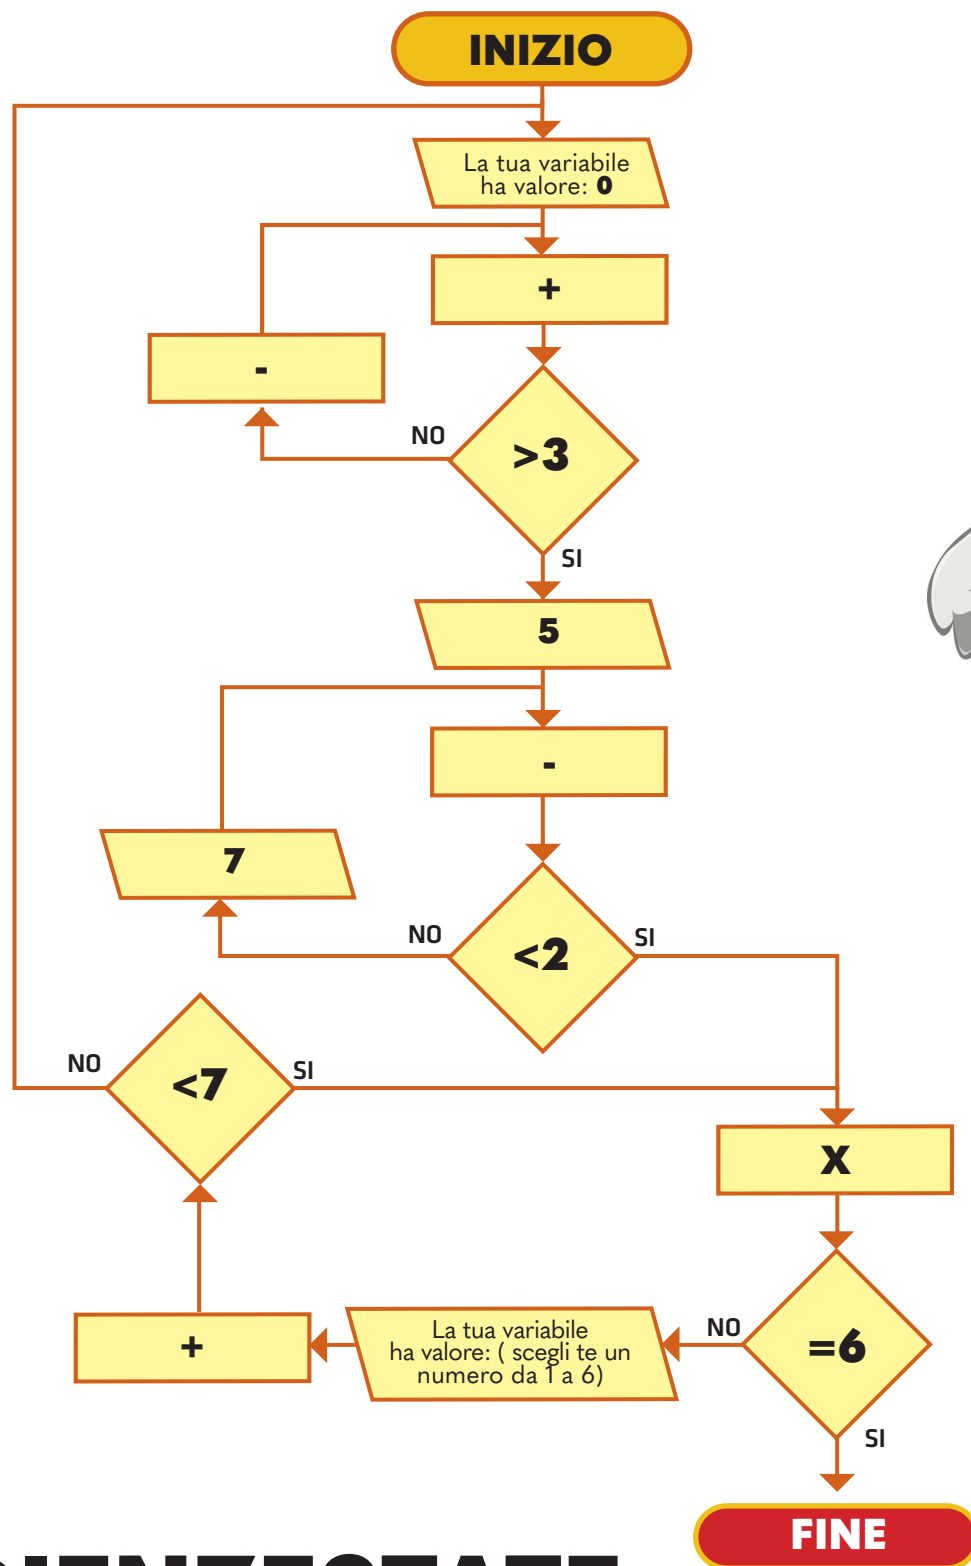 INIZIO
La tua variabile
ha valore: 0
+
-
NO
>3
SI
5
-
7
NO
<2
SI
NO
<7
SI
X
+
La tua variabile
ha valore: ( scegli te un
numero da 1 a 6)
NO
=6
SI
FINE